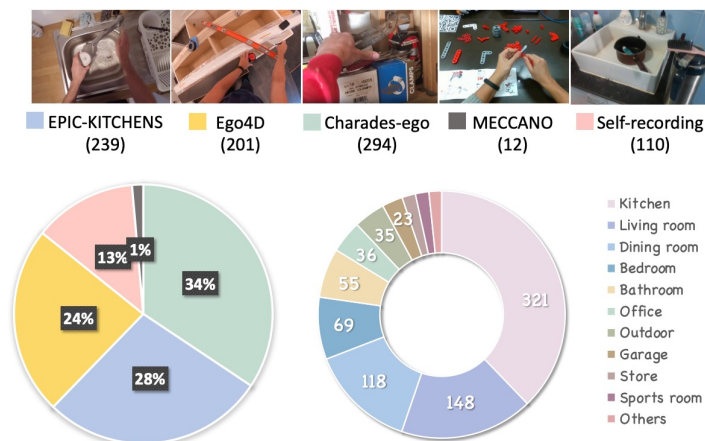 CLAMPS
EPIC-KITCHENS
(239)
Ego4D
(201)
Charades-ego
(294)
MECCANO
(12)
Self-recording
(110)
34%
28%
24%
13%
1%
321
148
118
69
55
36
35
23
Kitchen
Living room
Dining room
Bedroom
Bathroom
Office
Outdoor
Garage
Store
Sports room
Others